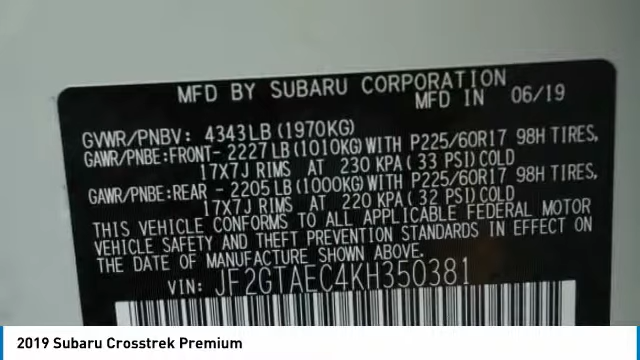 MFD BY SUBARU CORPORATION
MFD IN 06/19
GVWR/PNBV: 4343LB (1970KG)
GAWR/PNBE:FRONT- 2227 LB (1010KG) WITH P225/60R17 98H TIRES,
17X7J RIMS AT 230 KPA ( 33 PSI) COLD
GAWR/PNBE:REAR - 2205 LB (1000KG) WITH P225/60R17 98H TIRES,
17X7J RIMS AT 220 KPA ( 32 PSI) COLD
THIS VEHICLE CONFORMS TO ALL APPLICABLE FEDERAL MOTOR
VEHICLE SAFETY AND THEFT PREVENTION STANDARDS IN EFFECT ON
THE DATE OF MANUFACTURE SHOWN ABOVE.
VIN: JF2GTAEC4KH350381
2019 Subaru Crosstrek Premium